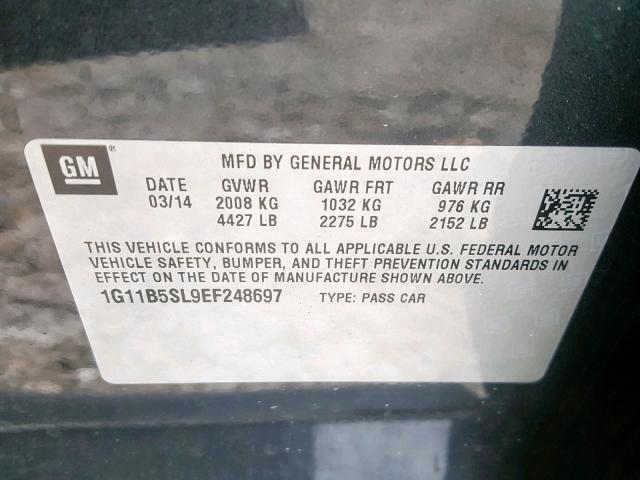 GM® MFD BY GENERAL MOTORS LLC
DATE GVWR GAWR FRT GAWR RR
03/14 2008 KG 1032 KG 976 KG
4427 LB 2275 LB 2152 LB
THIS VEHICLE CONFORMS TO ALL APPLICABLE U.S. FEDERAL MOTOR
VEHICLE SAFETY, BUMPER, AND THEFT PREVENTION STANDARDS IN
EFFECT ON THE DATE OF MANUFACTURE SHOWN ABOVE.
1G11B5SL9EF248697 TYPE: PASS CAR